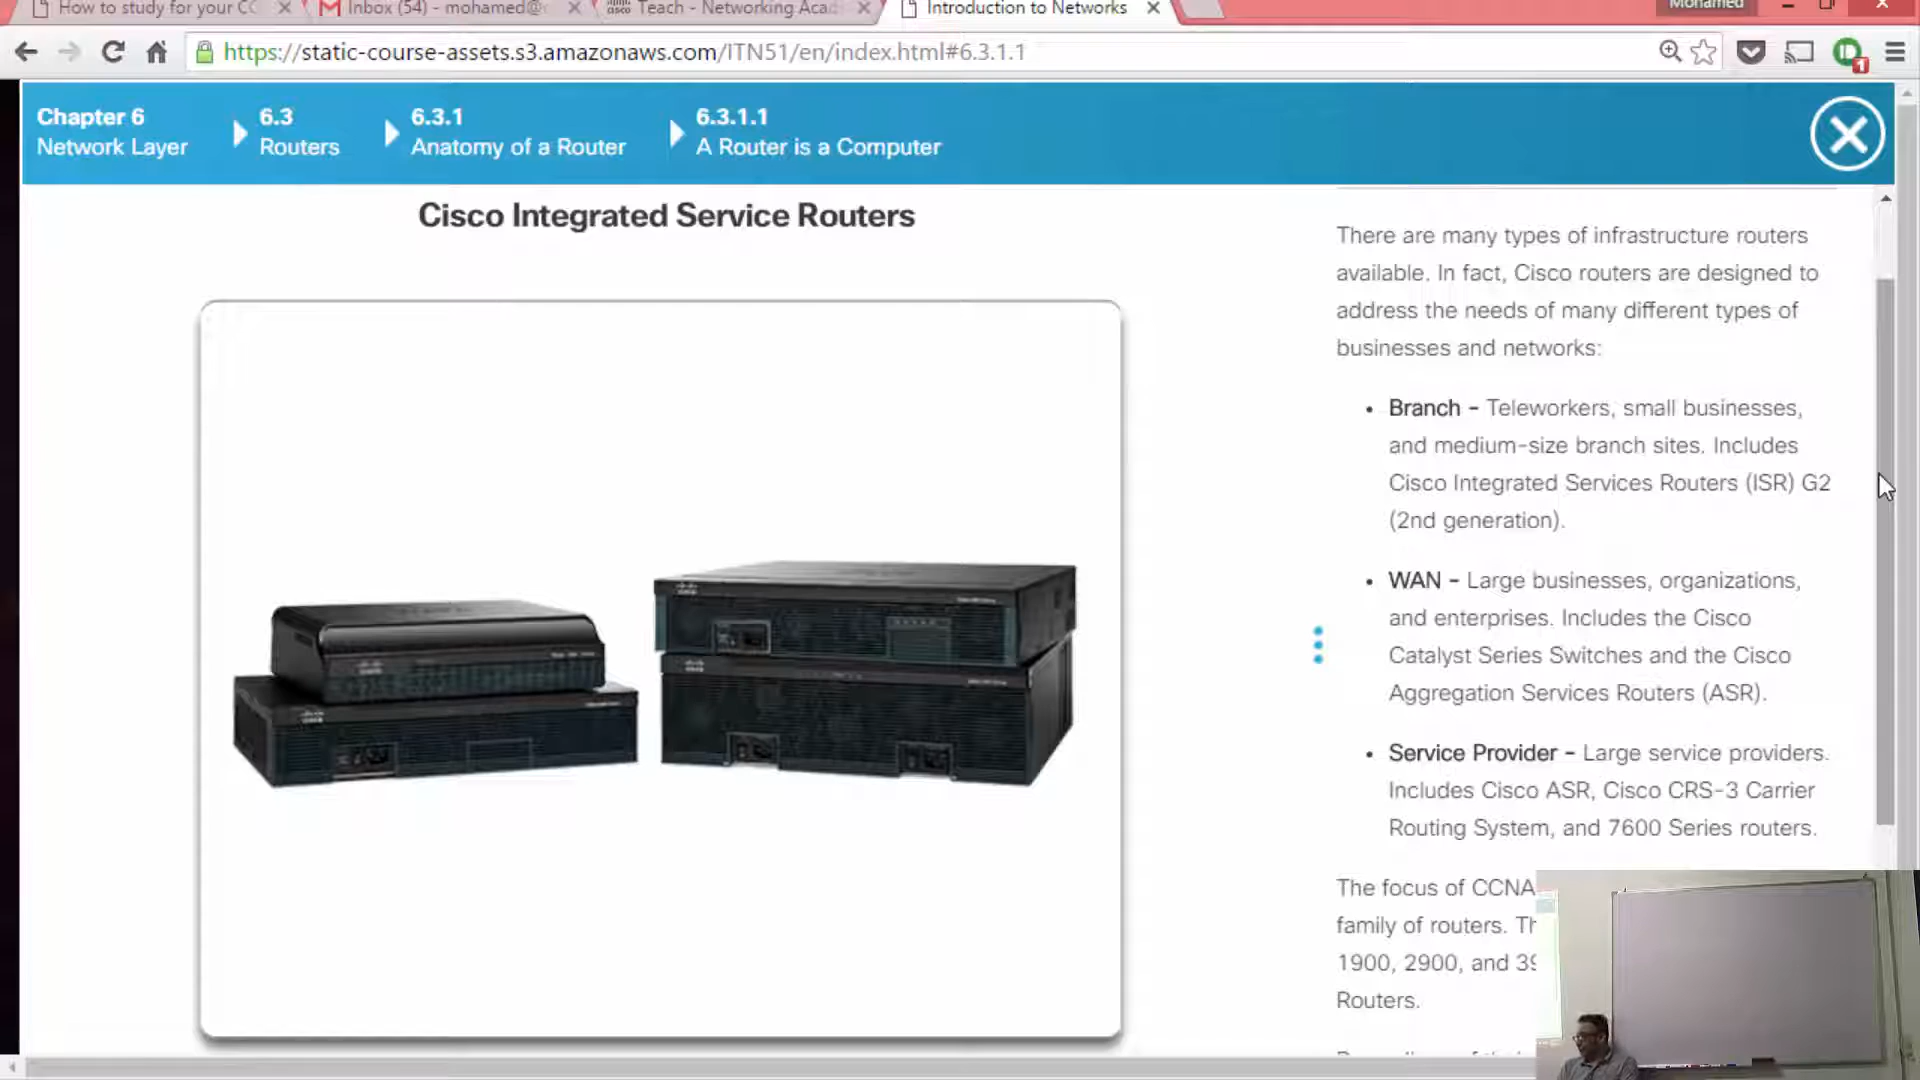 How to study for your CC
Inbox (54) - mohamed@
Teach - Networking Acad
Introduction to Networks
Mohamed
https://static-course-assets.s3.amazonaws.com/ITN51/en/index.html#6.3.1.1
1
Chapter 6
Network Layer
6.3
Routers
6.3.1
Anatomy of a Router
6.3.1.1
A Router is a Computer
Cisco Integrated Service Routers
There are many types of infrastructure routers
available. In fact, Cisco routers are designed to
address the needs of many different types of
businesses and networks:
• Branch - Teleworkers, small businesses,
and medium-size branch sites. Includes
Cisco Integrated Services Routers (ISR) G2
(2nd generation).
• WAN - Large businesses, organizations,
and enterprises. Includes the Cisco
Catalyst Series Switches and the Cisco
Aggregation Services Routers (ASR).
• Service Provider - Large service providers.
Includes Cisco ASR, Cisco CRS-3 Carrier
Routing System, and 7600 Series routers.
The focus of CCNA
family of routers. Th
1900, 2900, and 39
Routers.